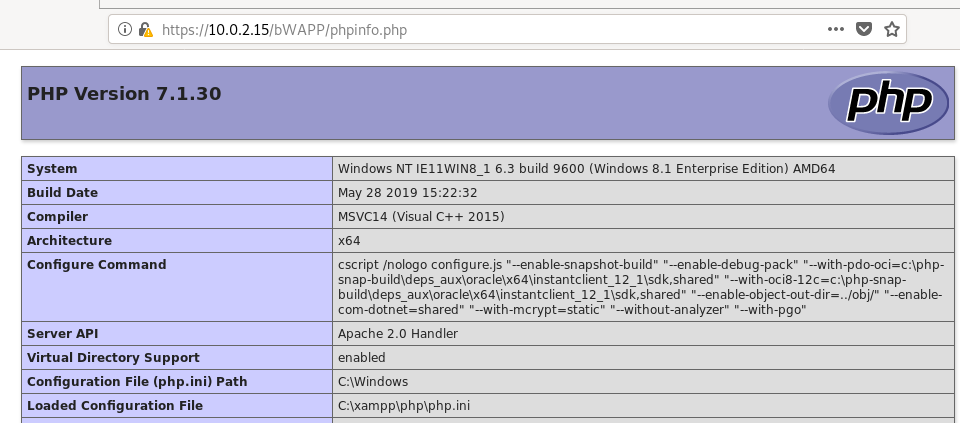 https://10.0.2.15/bWAPP/phpinfo.php
PHP Version 7.1.30
php
System Windows NT IE11WIN8_1 6.3 build 9600 (Windows 8.1 Enterprise Edition) AMD64
Build Date May 28 2019 15:22:32
Compiler MSVC14 (Visual C++ 2015)
Architecture x64
Configure Command cscript /nologo configure.js "--enable-snapshot-build" "--enable-debug-pack" "--with-pdo-oci=c:\php-
snap-build\deps_aux\oracle\x64\instantclient_12_1\sdk,shared" "--with-oci8-12c=c:\php-snap-
build\deps_aux\oracle\x64\instantclient_12_1\sdk,shared" "--enable-object-out-dir=../obj/" "--enable-
com-dotnet=shared" "--with-mcrypt=static" "--without-analyzer" "--with-pgo"
Server API Apache 2.0 Handler
Virtual Directory Support enabled
Configuration File (php.ini) Path C:\Windows
Loaded Configuration File C:\xampp\php\php.ini